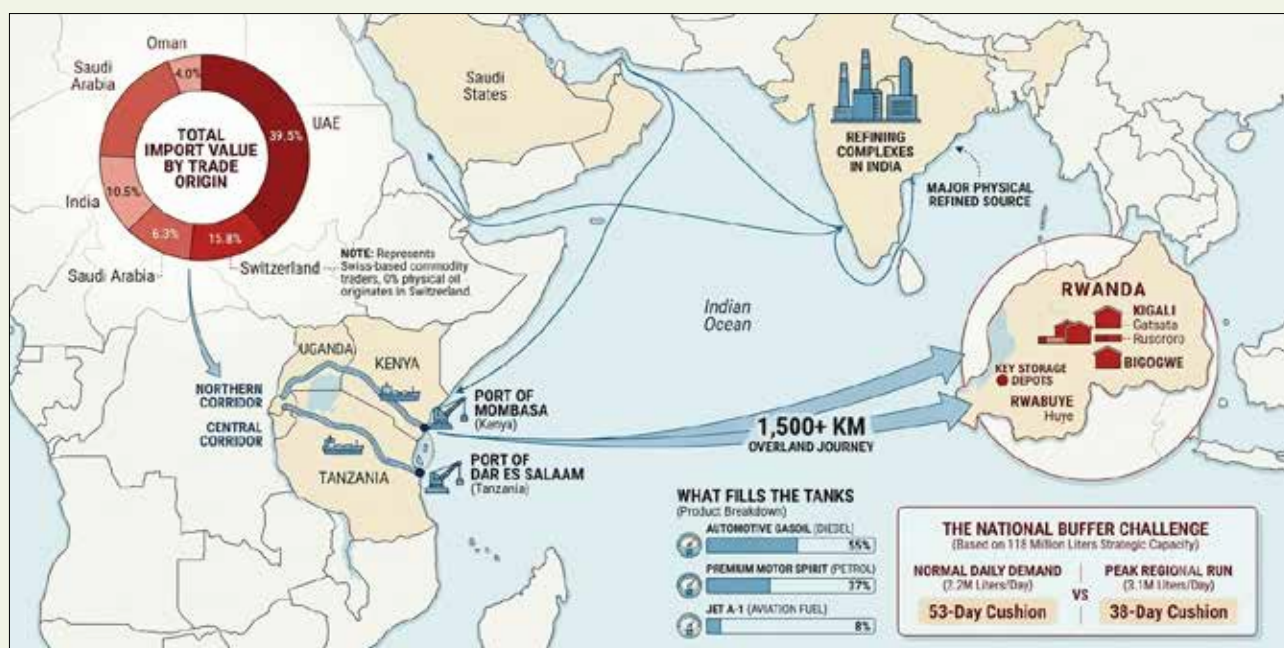 Oman
4.0%
Saudi
Arabia
UAE
39.5%
TOTAL
IMPORT VALUE
BY TRADE
ORIGIN
India
10.5%
6.3%
15.8%
Saudi Arabia
Switzerland
NOTE: Represents
Swiss-based commodity
traders, 0% physical oil
originates in Switzerland
Saudi
States
REFINING
COMPLEXES
IN INDIA
MAJOR PHYSICAL
REFINED SOURCE
Indian
Ocean
UGANDA
KENYA
NORTHERN
CORRIDOR
CENTRAL
CORRIDOR
TANZANIA
PORT OF
MOMBASA
(Kenya)
PORT OF
DAR ES SALAAM
(Tanzania)
1,500+ KM
OVERLAND JOURNEY
RWANDA
KIGALI
Gatsata
Rusororo
BIGOGWE
KEY STORAGE
DEPOTS
RWABUYE
Huye
WHAT FILLS THE TANKS
(Product Breakdown)
AUTOMOTIVE GASOIL (DIESEL)
55%
PREMIUM MOTOR SPIRIT (PETROL)
37%
JET A-1 (AVIATION FUEL)
8%
THE NATIONAL BUFFER CHALLENGE
(Based on 118 Million Liters Strategic Capacity)
NORMAL DAILY DEMAND
(2.2M Liters/Day)
53-Day Cushion
VS
PEAK REGIONAL RUN
(3.1M Liters/Day)
38-Day Cushion